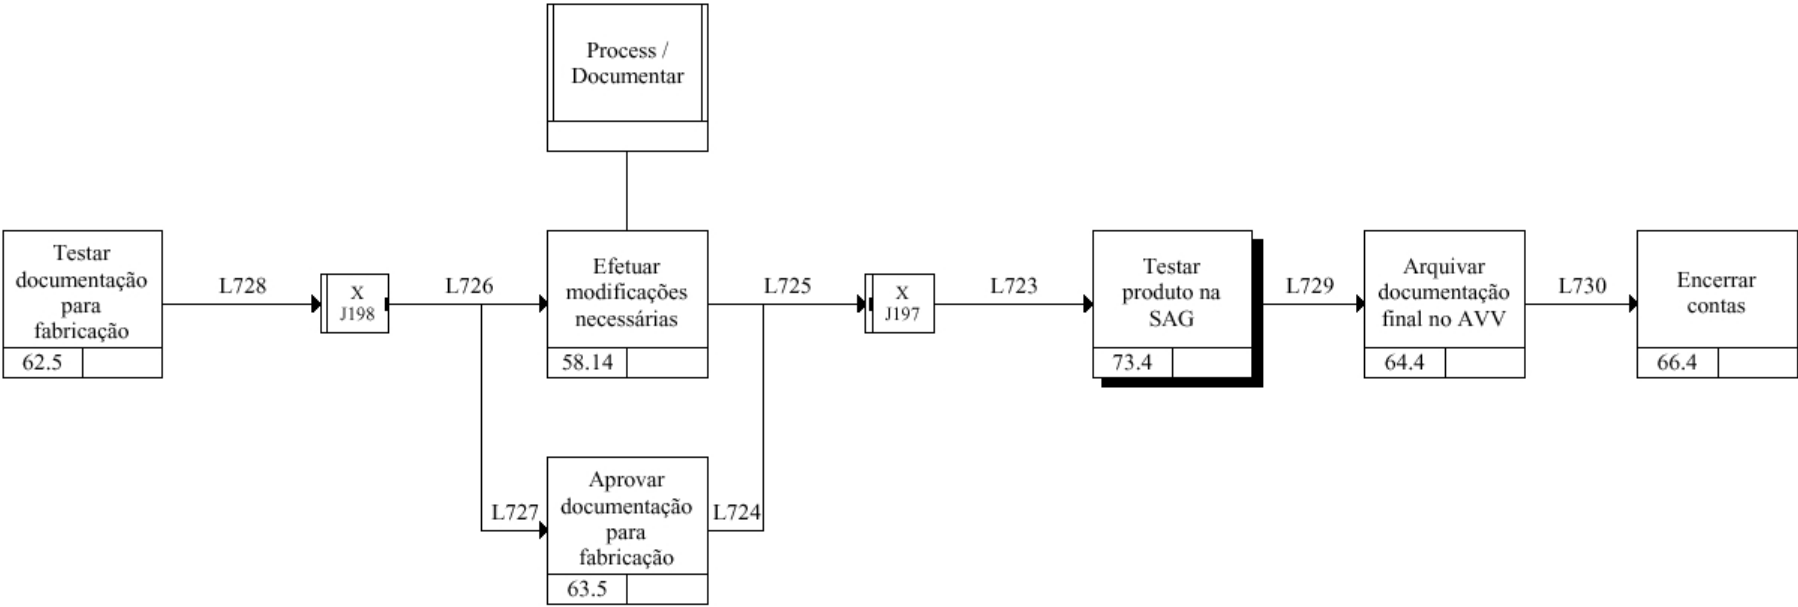 Process /
Documentar
Testar
documentação
para
fabricação
62.5
L728
X
J198
L726
Efetuar
modificações
necessárias
58.14
L725
X
J197
L723
Testar
produto na
SAG
73.4
L729
Arquivar
documentação
final no AVV
64.4
L730
Encerrar
contas
66.4
L727
Aprovar
documentação
para
fabricação
63.5
L724